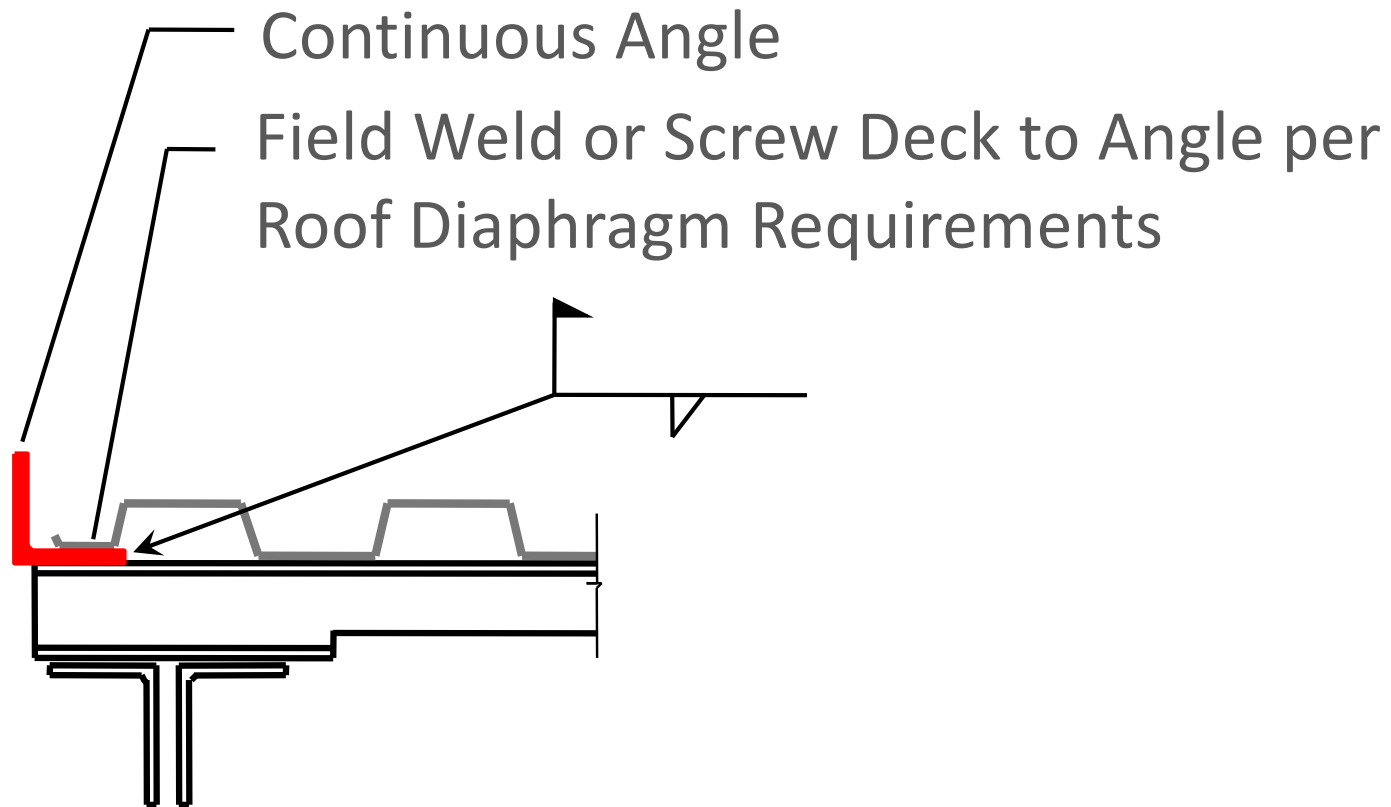 Continuous Angle
Field Weld or Screw Deck to Angle per
Roof Diaphragm Requirements